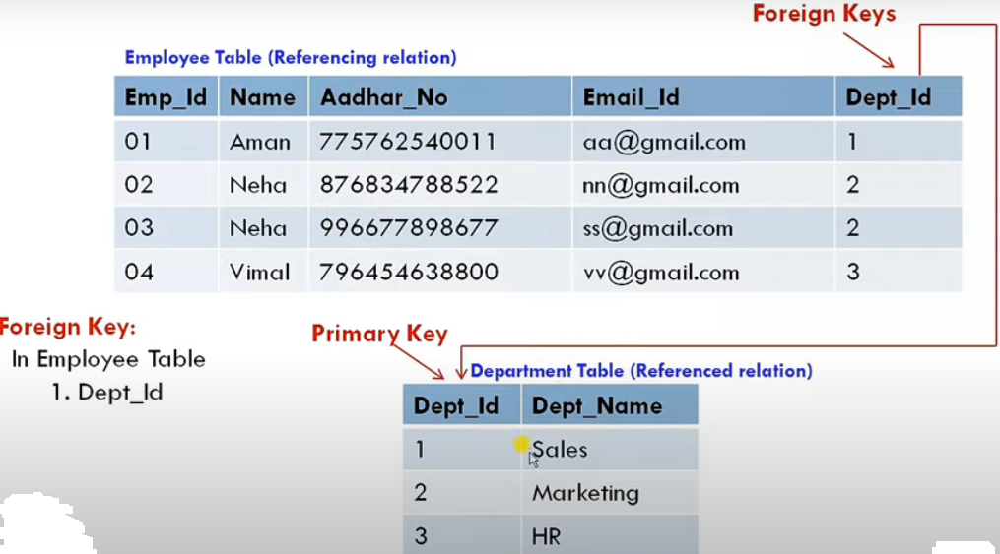 Foreign Keys
Employee Table (Referencing relation)
Emp_Id Name Aadhar_No Email_Id Dept_Id
01 Aman 775762540011 aa@gmail.com 1
02 Neha 876834788522 nn@gmail.com 2
03 Neha 996677898677 ss@gmail.com 2
04 Vimal 796454638800 vv@gmail.com 3
Foreign Key:
In Employee Table
1. Dept_Id
Primary Key
Department Table (Referenced relation)
Dept_Id Dept_Name
1 Sales
2 Marketing
3 HR